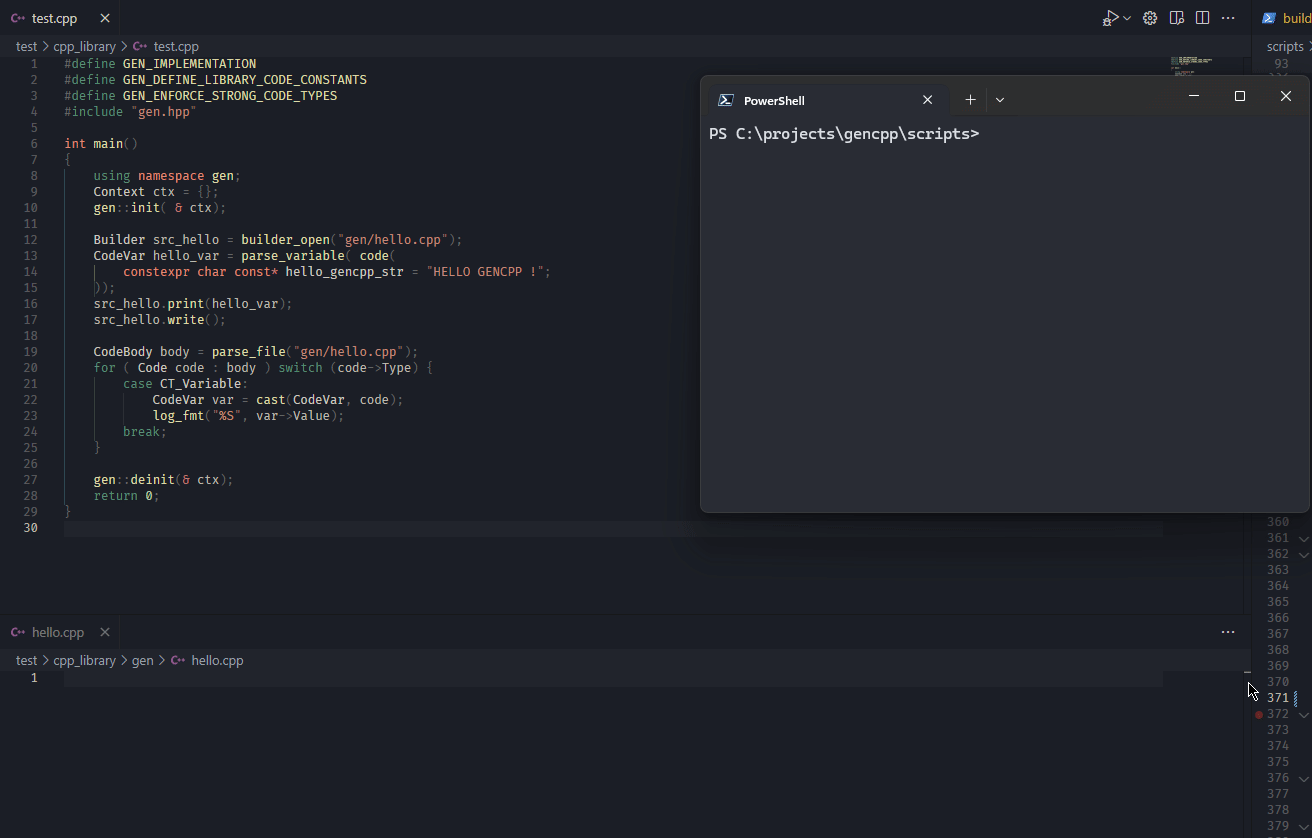 test.cpp
build
test > cpp_library > test.cpp
scripts >
1 #define GEN_IMPLEMENTATION
2 #define GEN_DEFINE_LIBRARY_CODE_CONSTANTS
3 #define GEN_ENFORCE_STRONG_CODE_TYPES
4 #include "gen.hpp"
5
6 int main()
7 {
8 using namespace gen;
9 Context ctx = {};
10 gen::init( & ctx);
11
12 Builder src_hello = builder_open("gen/hello.cpp");
13 CodeVar hello_var = parse_variable( code(
14 constexpr char const* hello_gencpp_str = "HELLO GENCPP !";
15 ));
16 src_hello.print(hello_var);
17 src_hello.write();
18
19 CodeBody body = parse_file("gen/hello.cpp");
20 for ( Code code : body ) switch (code->Type) {
21 case CT_Variable:
22 CodeVar var = cast(CodeVar, code);
23 log_fmt("%S", var->Value);
24 break;
25 }
26
27 gen::deinit(& ctx);
28 return 0;
29 }
30
PowerShell
PS C:\projects\gencpp\scripts>
93
360
361
362
363
364
365
366
367
368
369
370
371
372
373
374
375
376
377
378
379
hello.cpp
test > cpp_library > gen > hello.cpp
1